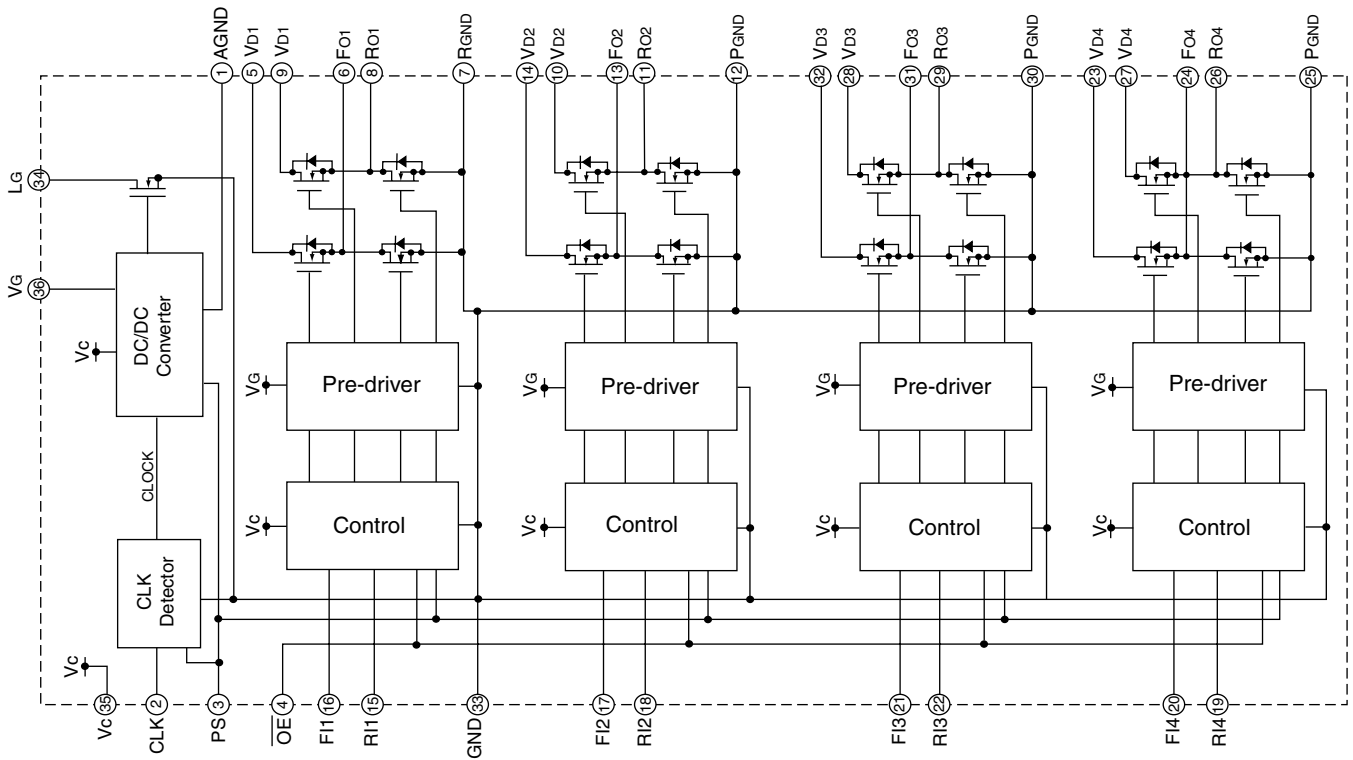 AGND
1
VD1
5
VD1
9
FO1
6
RO1
8
RGND
7
VD2
14
VD2
10
FO2
13
RO2
11
PGND
12
VD3
32
VD3
28
FO3
31
RO3
29
PGND
30
VD4
23
VD4
27
FO4
24
RO4
26
PGND
25
LG
34
VG
36
VC
DC/DC
Converter
CLOCK
CLK
Detector
VC
VG
Pre-driver
VG
Pre-driver
VG
Pre-driver
VG
Pre-driver
VC
Control
VC
Control
VC
Control
VC
Control
VC
35
CLK
2
PS
3
OE
4
FI1
16
RI1
15
GND
33
FI2
17
RI2
18
FI3
21
RI3
22
FI4
20
RI4
19